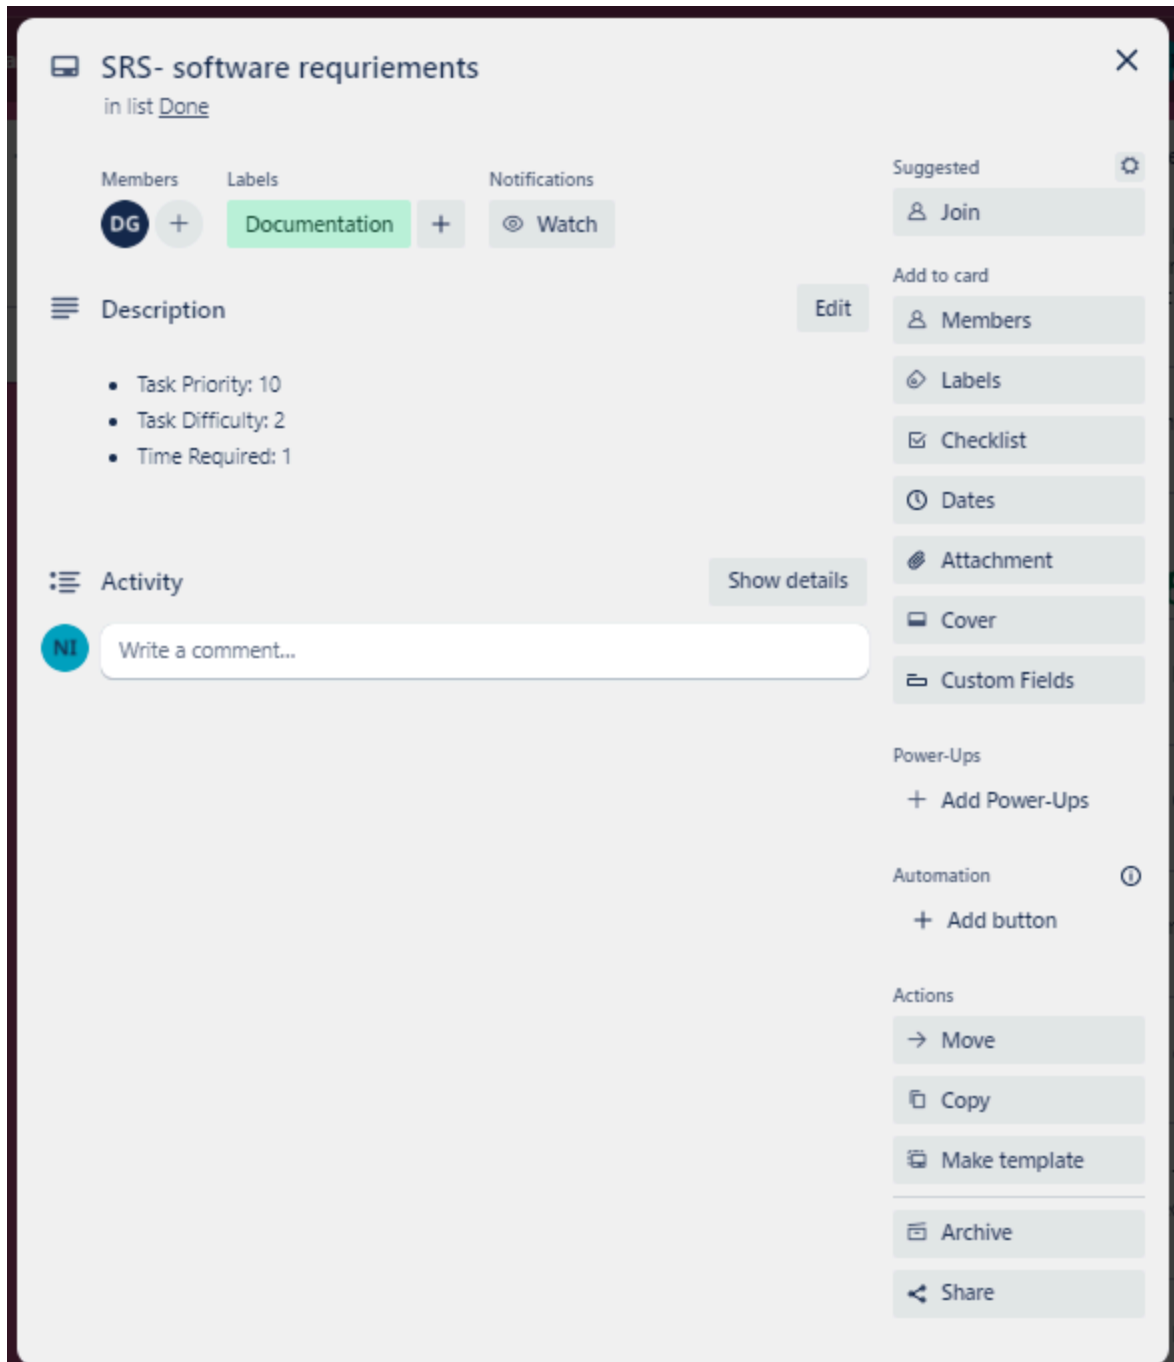 SRS- software requriements
in list Done
Members
Labels
Notifications
DG
Documentation
Watch
Description
Edit
Task Priority: 10
Task Difficulty: 2
Time Required: 1
Activity
Show details
NI
Write a comment...
Suggested
Join
Add to card
Members
Labels
Checklist
Dates
Attachment
Cover
Custom Fields
Power-Ups
+ Add Power-Ups
Automation
+ Add button
Actions
Move
Copy
Make template
Archive
Share